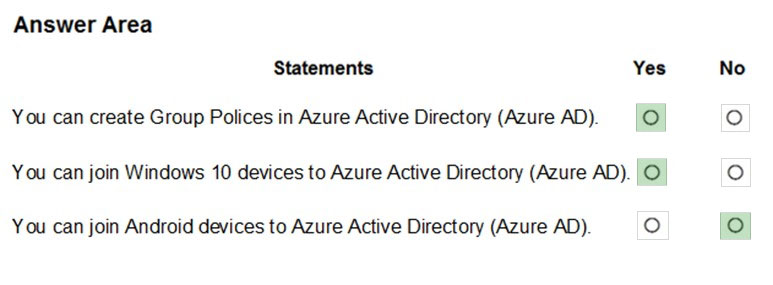 Answer Area
Statements Yes No
You can create Group Polices in Azure Active Directory (Azure AD).
You can join Windows 10 devices to Azure Active Directory (Azure AD).
You can join Android devices to Azure Active Directory (Azure AD).